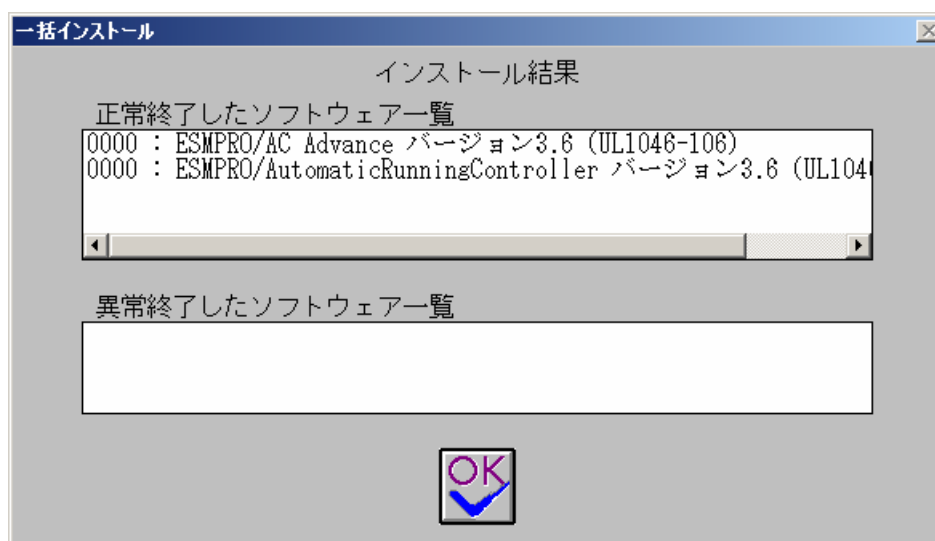 一括インストール
インストール結果
正常終了したソフトウェア一覧
0000 : ESMPRO/AC Advance バージョン3.6 (UL1046-106)
0000 : ESMPRO/AutomaticRunningController バージョン3.6 (UL104
異常終了したソフトウェア一覧
OK